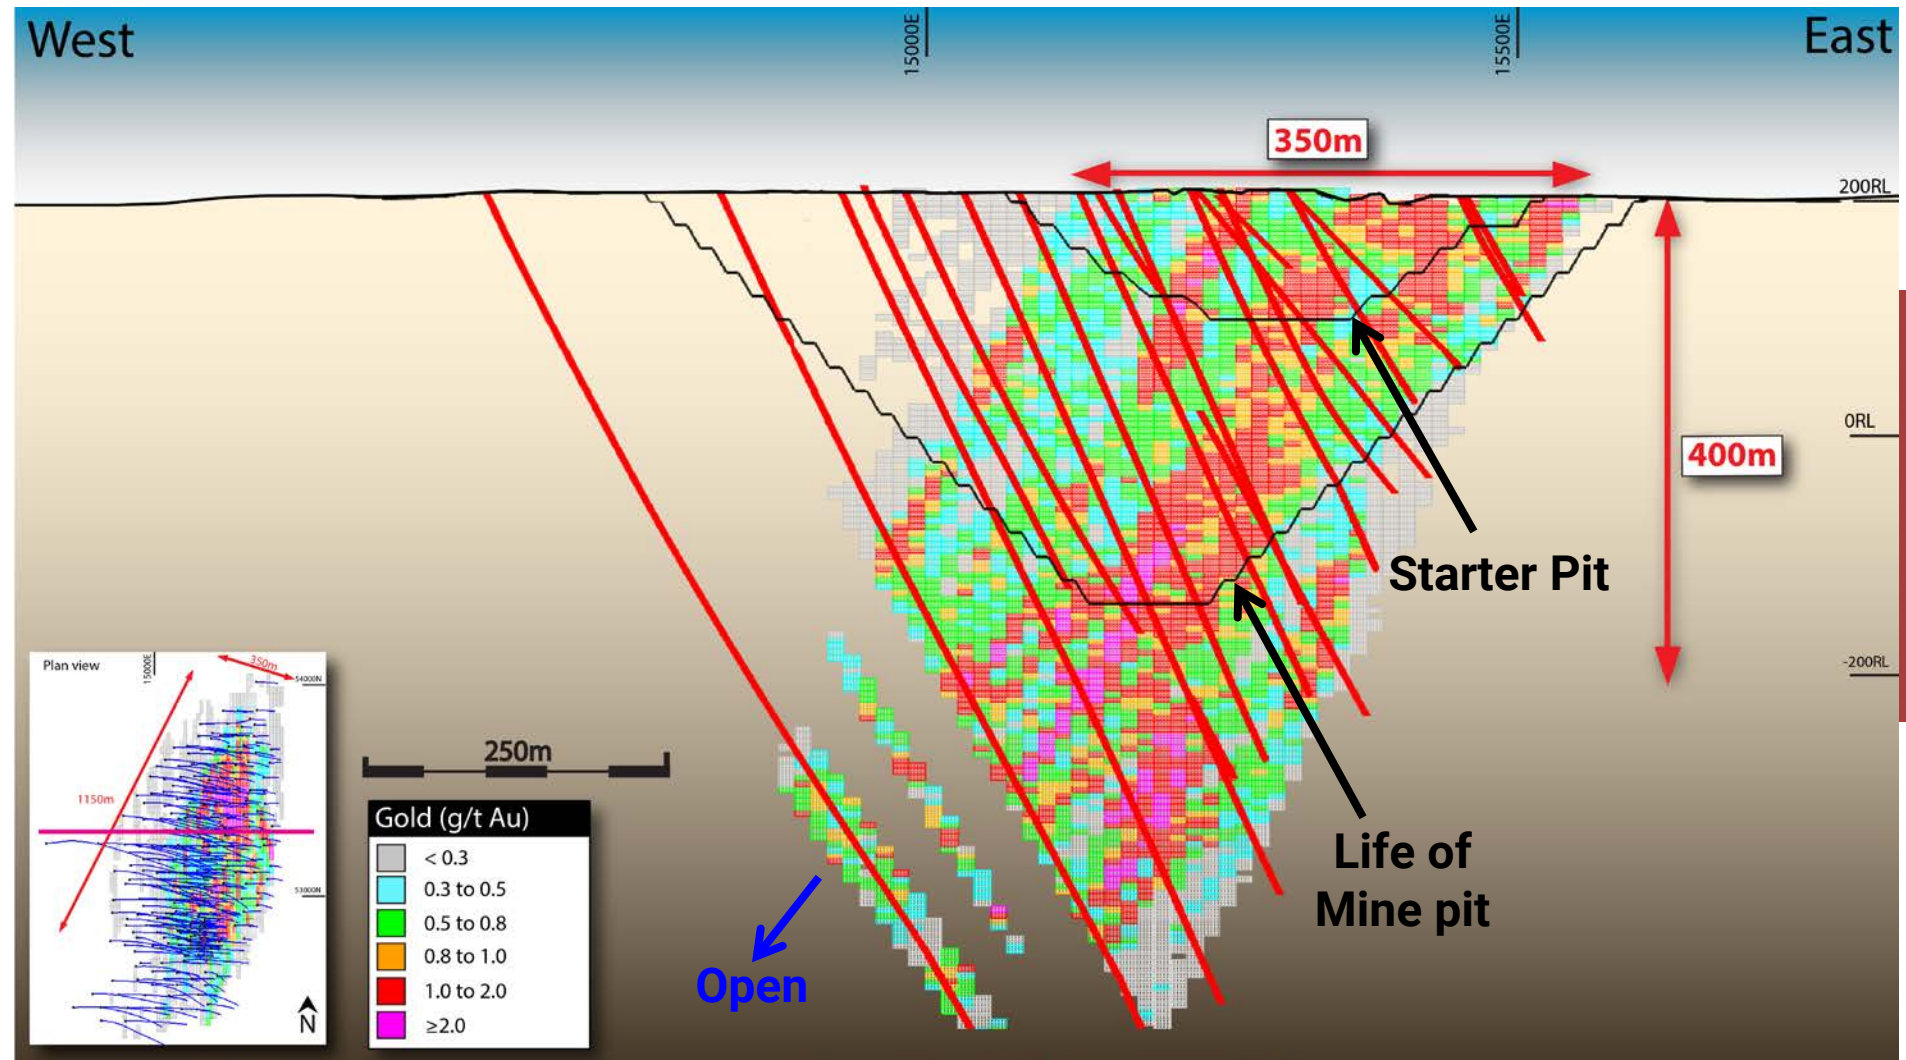 West
15000E
15500E
East
350m
200RL
0RL
400m
-200RL
Starter Pit
Life of
Mine pit
Open
250m
Gold (g/t Au)
< 0.3
0.3 to 0.5
0.5 to 0.8
0.8 to 1.0
1.0 to 2.0
≥2.0
Plan view
15000E
350m
54000N
1150m
53000N
N